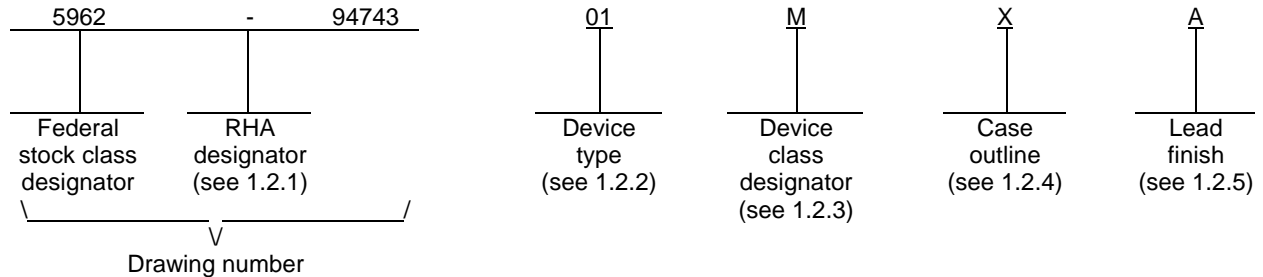 5962 - 94743 01 M X A
Federal stock class designator
RHA designator (see 1.2.1)
Device type (see 1.2.2)
Device class designator (see 1.2.3)
Case outline (see 1.2.4)
Lead finish (see 1.2.5)
\ /
\/
Drawing number